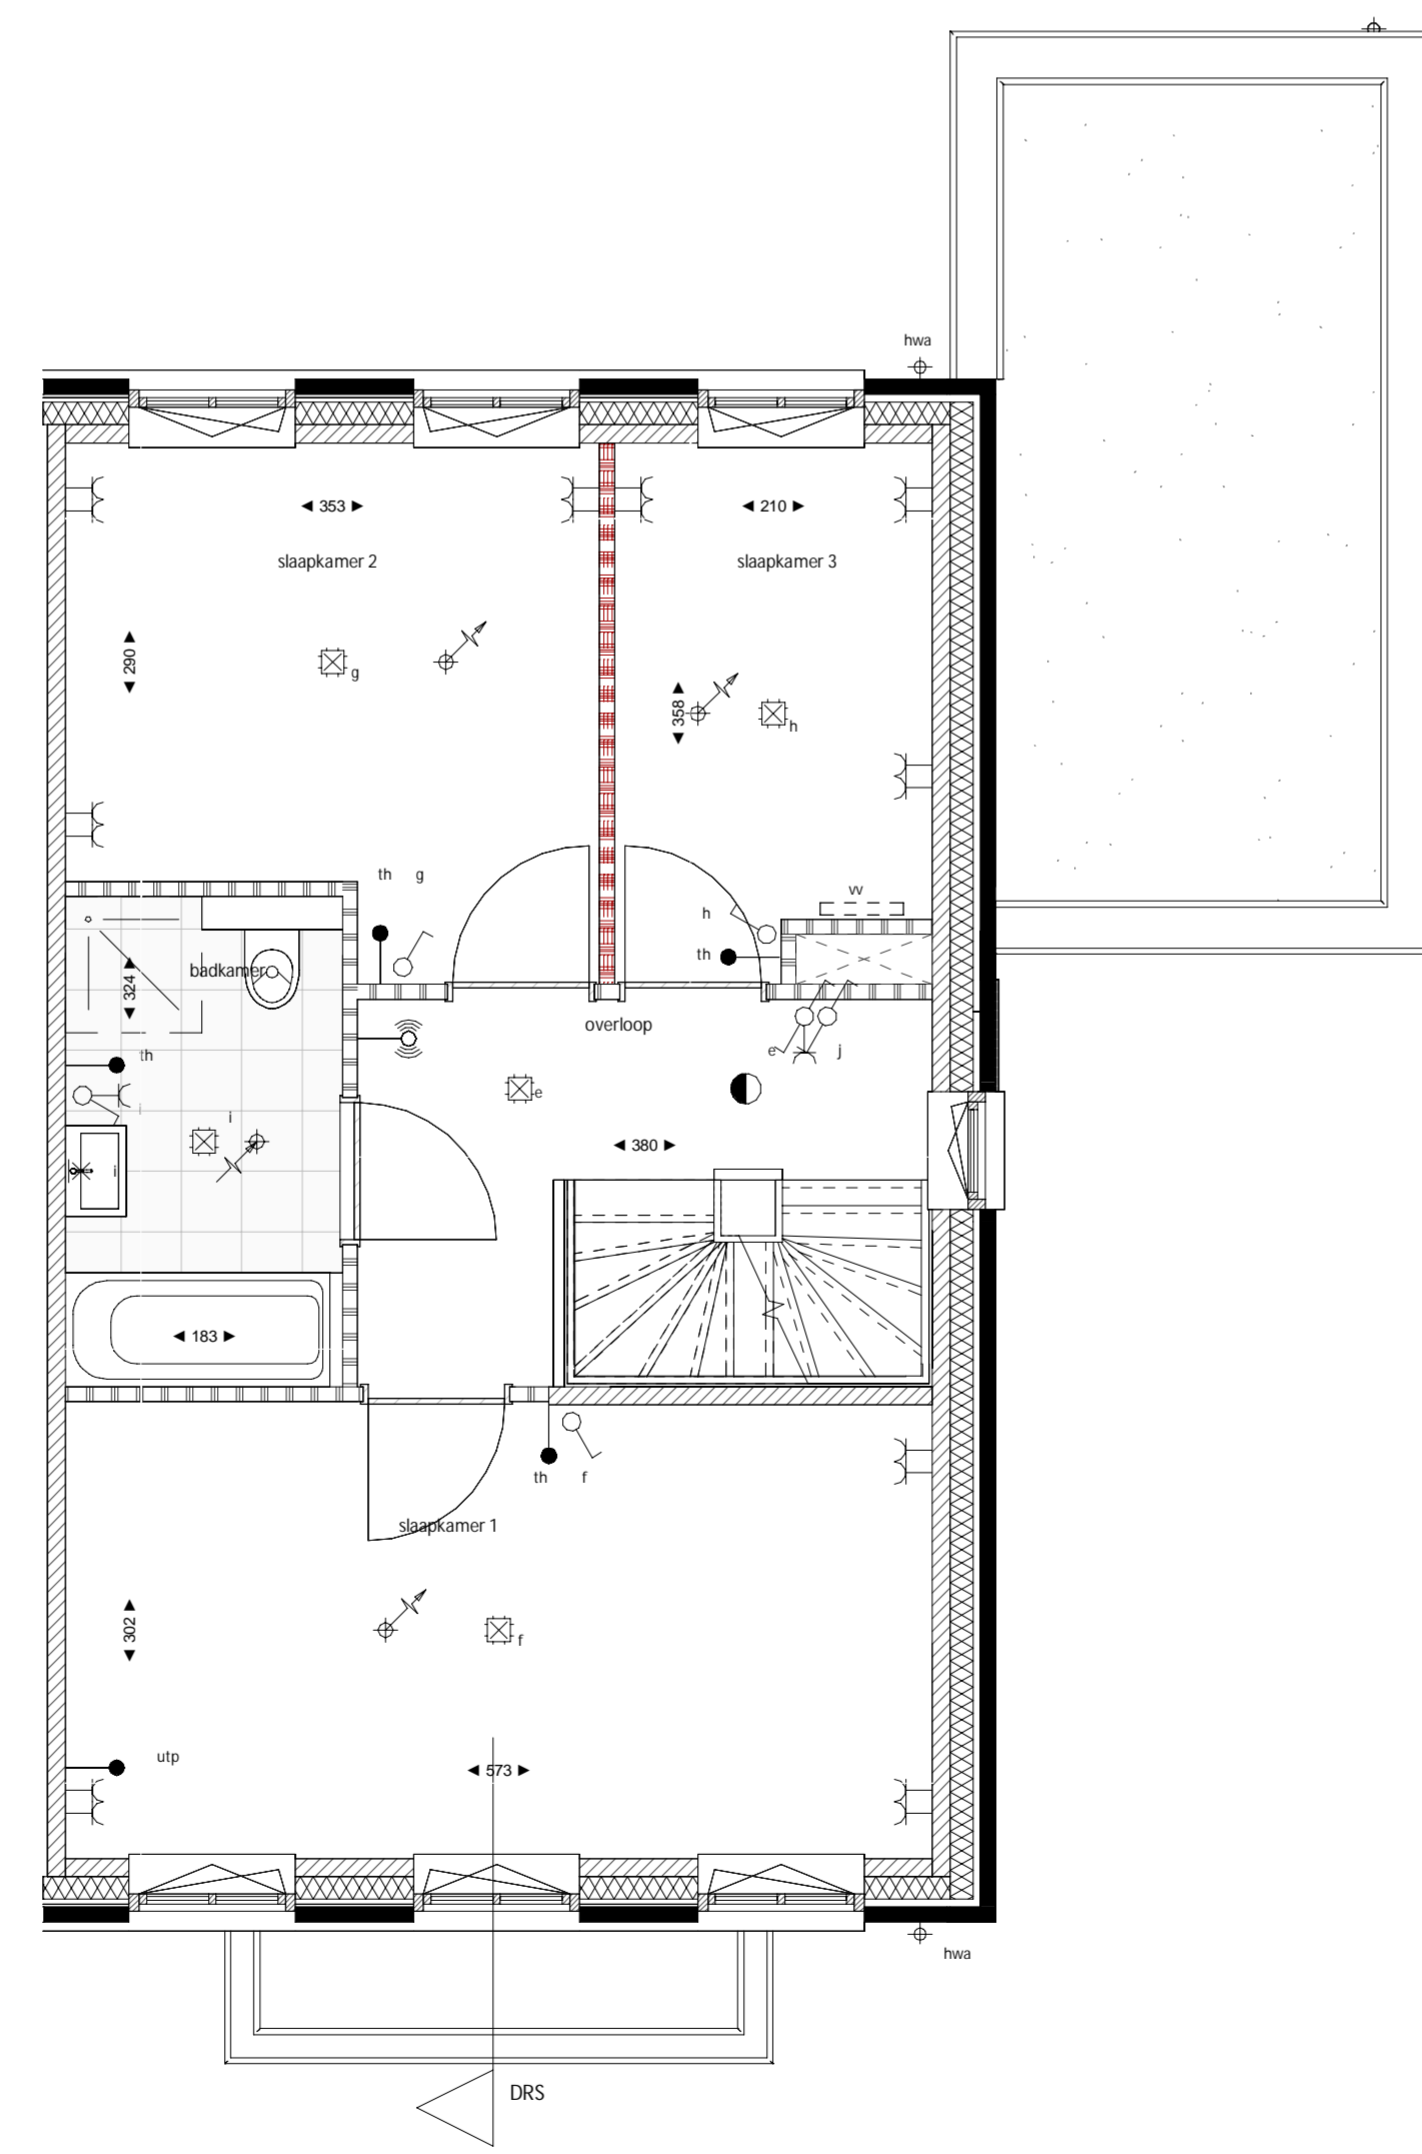 hwa
◄ 353 ►
◄ 210 ►
slaapkamer 2
slaapkamer 3
◄ 290 ►
g
◄ 358 ►
h
th g
vv
h
th
badkamer
◄ 324 ►
overloop
th
e
j
i
e
i
◄ 380 ►
i
◄ 183 ►
th f
slaapkamer 1
◄ 302 ►
f
utp
◄ 573 ►
hwa
DRS